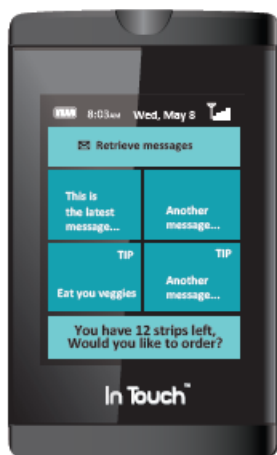 8:03AM Wed, May 8
Retrieve messages
This is
the latest
message...
Another
message...
TIP
Eat you veggies
TIP
Another
message...
You have 12 strips left,
Would you like to order?
In Touch™